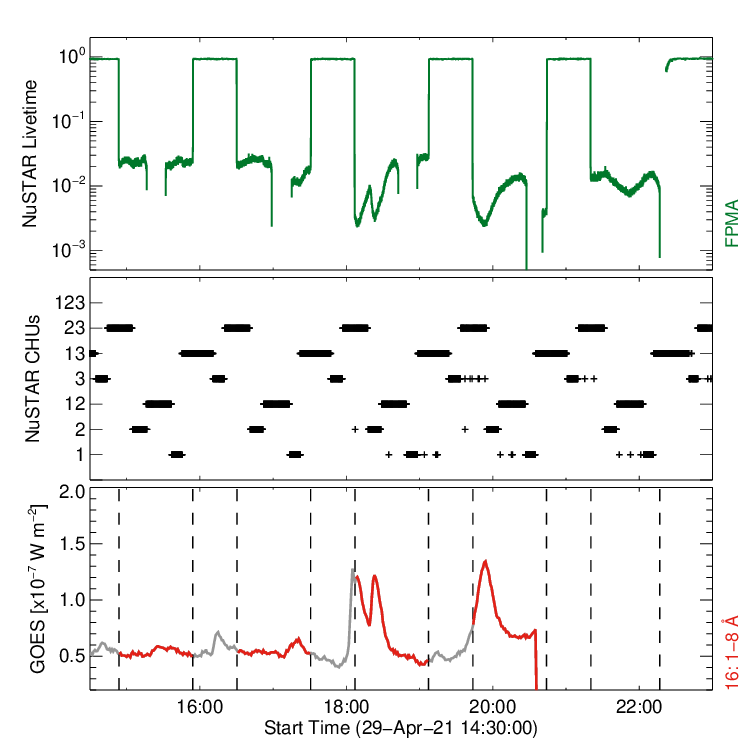 NuSTAR Livetime
10⁰
10⁻¹
10⁻²
10⁻³
FPMA
NuSTAR CHUs
123
23
13
3
12
2
1
GOES [x10⁻⁷ W m⁻²]
2.0
1.5
1.0
0.5
16: 1−8 Å
16:00 18:00 20:00 22:00
Start Time (29−Apr−21 14:30:00)